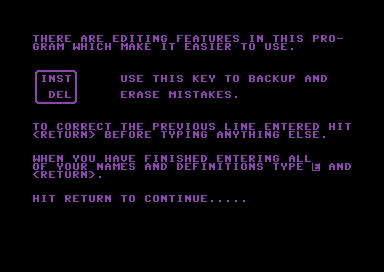 THERE ARE EDITING FEATURES IN THIS PRO-
GRAM WHICH MAKE IT EASIER TO USE.
INST USE THIS KEY TO BACKUP AND
DEL ERASE MISTAKES.
TO CORRECT THE PREVIOUS LINE ENTERED HIT
<RETURN> BEFORE TYPING ANYTHING ELSE.
WHEN YOU HAVE FINISHED ENTERING ALL
OF YOUR NAMES AND DEFINITIONS TYPE E AND
<RETURN>.
HIT RETURN TO CONTINUE.....